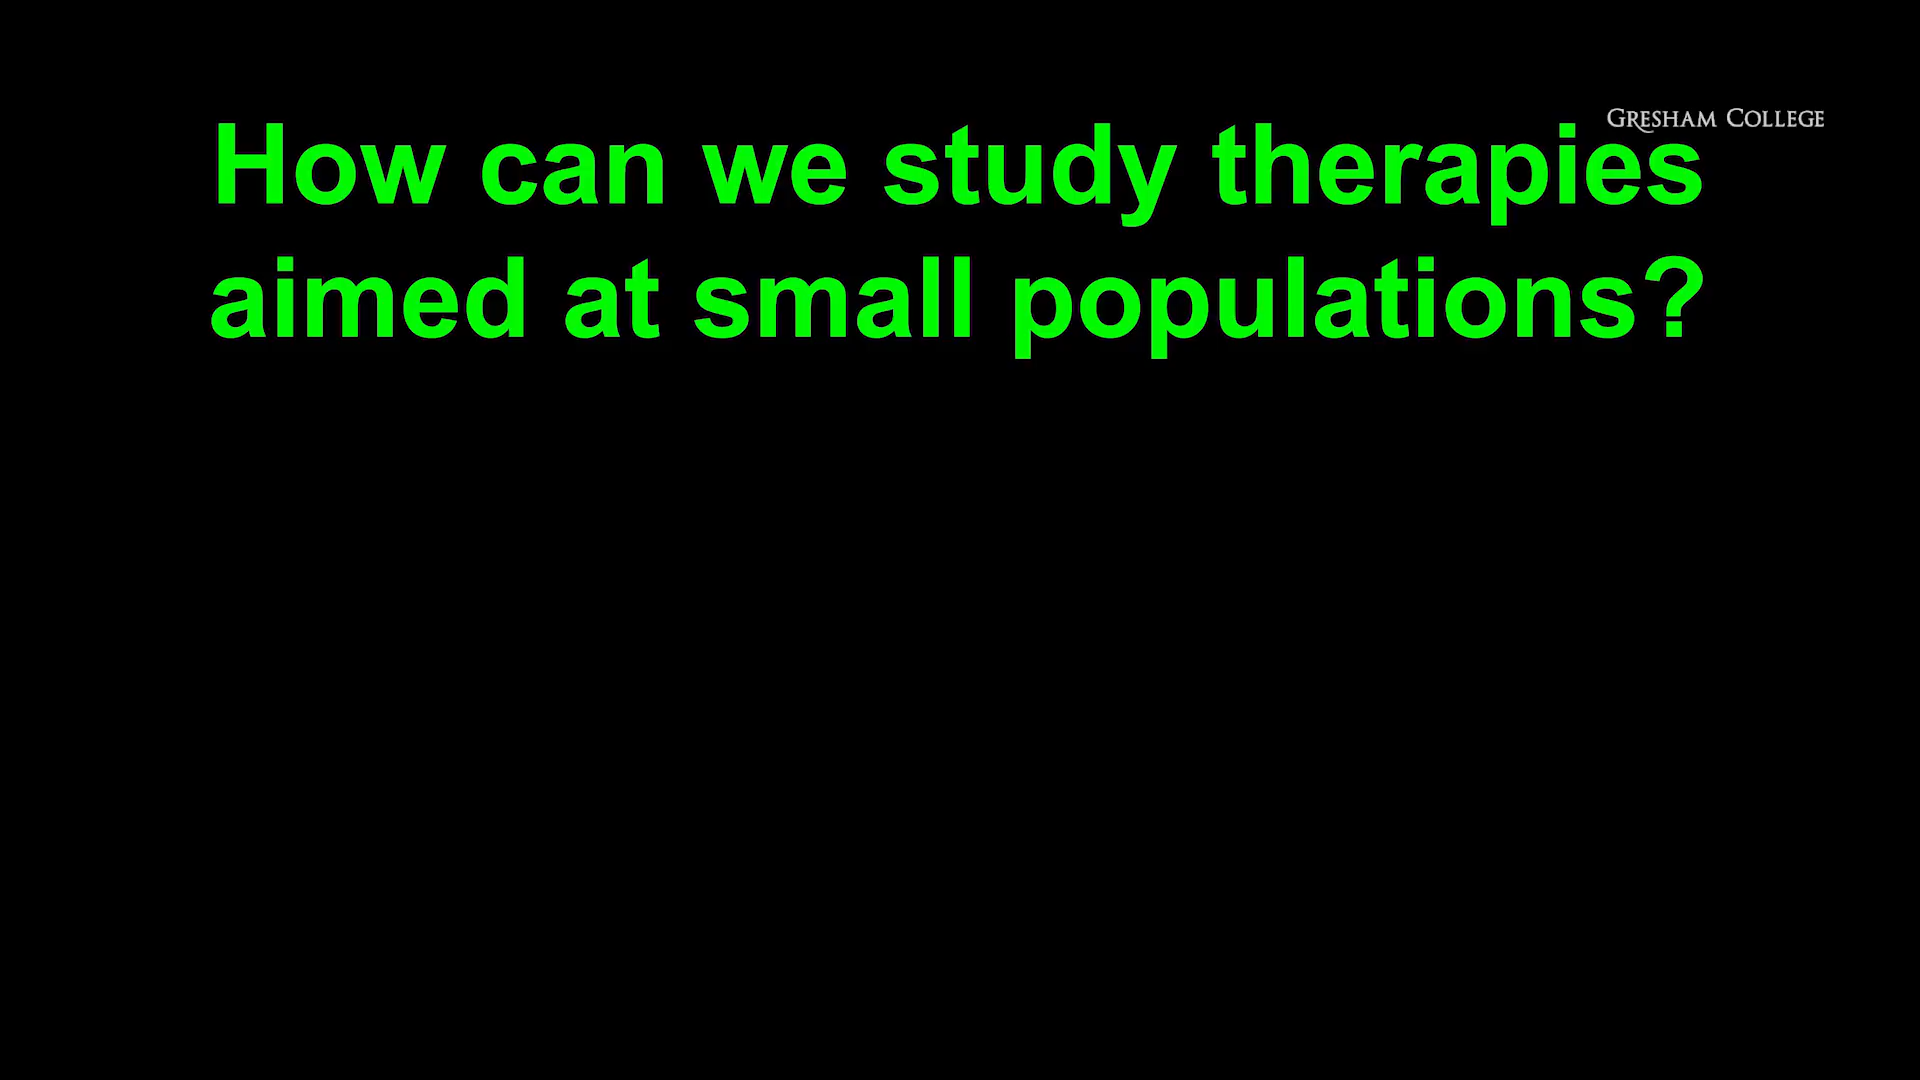 GRESHAM COLLEGE
How can we study therapies
aimed at small populations?